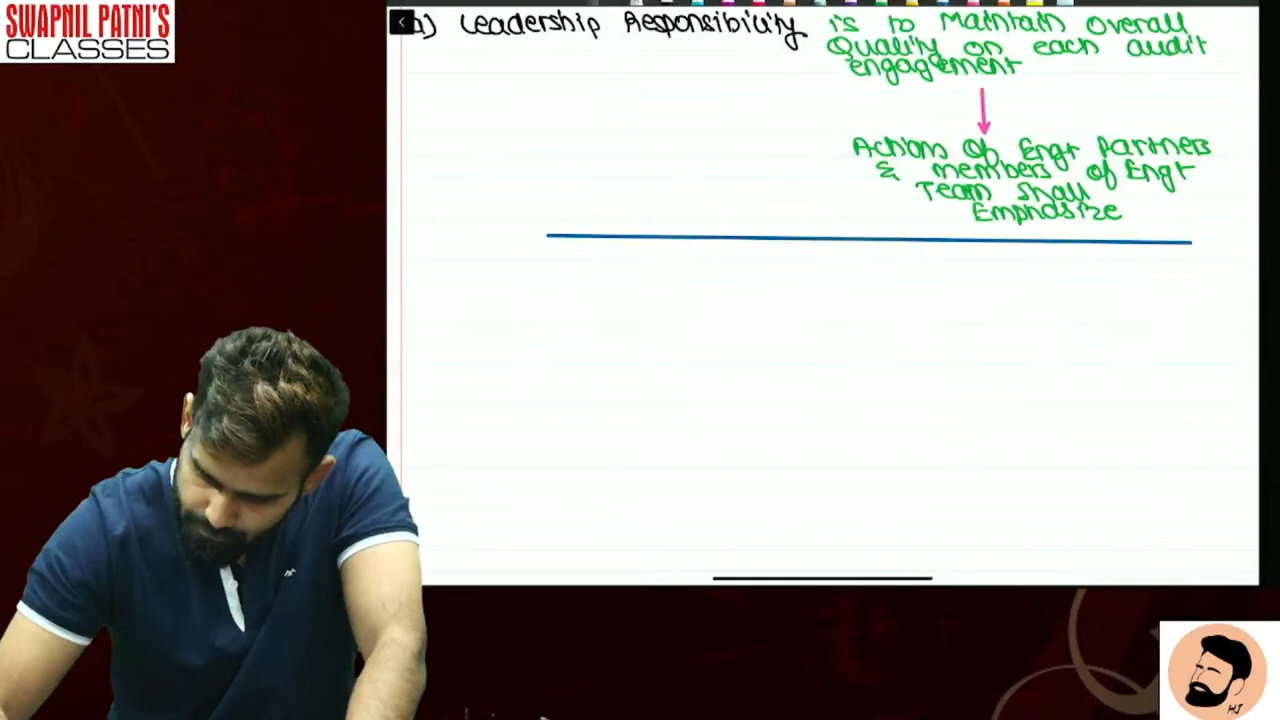 SWAPNIL PATNI'S
CLASSES
a) Leadership Responsibility is to Maintain overall
Quality on each audit
engagement
Actions of Engt Partners
& members of Engt
Team shall
Emphasize
HJ